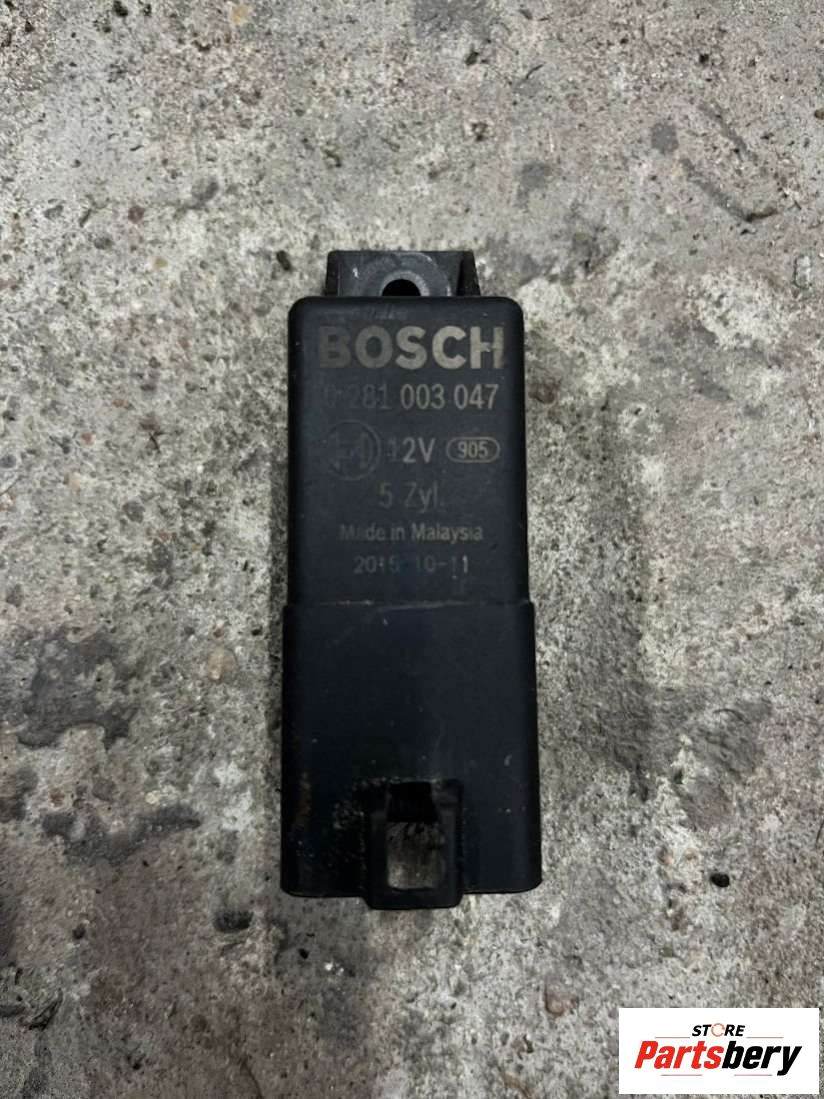 BOSCH
0 281 003 047
12V 905
5 Zyl.
Made in Malaysia
2015-10-11
STORE
Partsbery